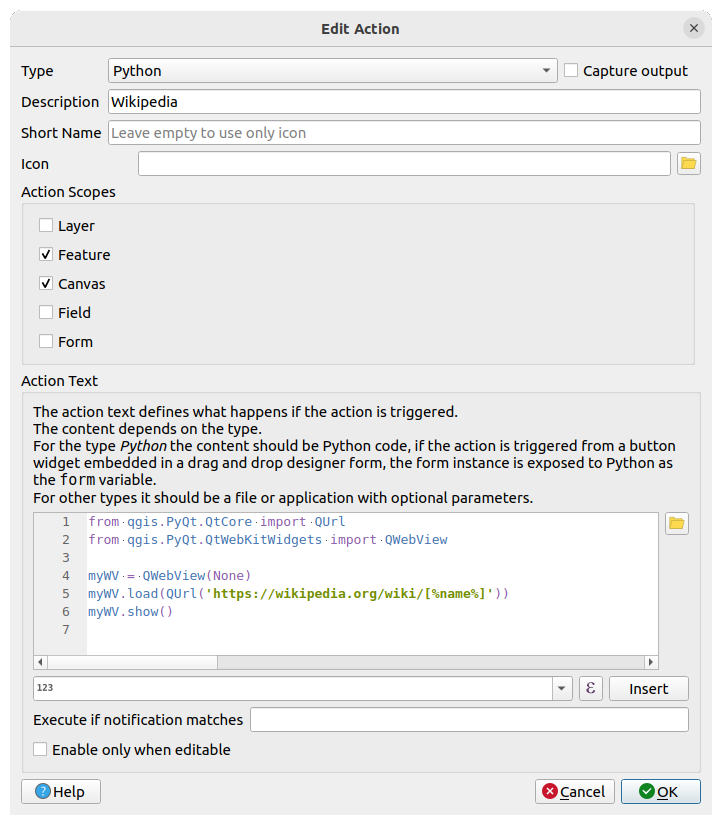 Edit Action
Type Python Capture output
Description Wikipedia
Short Name Leave empty to use only icon
Icon
Action Scopes
Layer
Feature
Canvas
Field
Form
Action Text
The action text defines what happens if the action is triggered.
The content depends on the type.
For the type Python the content should be Python code, if the action is triggered from a button
widget embedded in a drag and drop designer form, the form instance is exposed to Python as
the form variable.
For other types it should be a file or application with optional parameters.
1 from·qgis.PyQt.QtCore·import·QUrl
2 from·qgis.PyQt.QtWebKitWidgets·import·QWebView
3
4 myWV·=·QWebView(None)
5 myWV.load(QUrl('https://wikipedia.org/wiki/[%name%]'))
6 myWV.show()
7
123 ε Insert
Execute if notification matches
Enable only when editable
Help Cancel OK